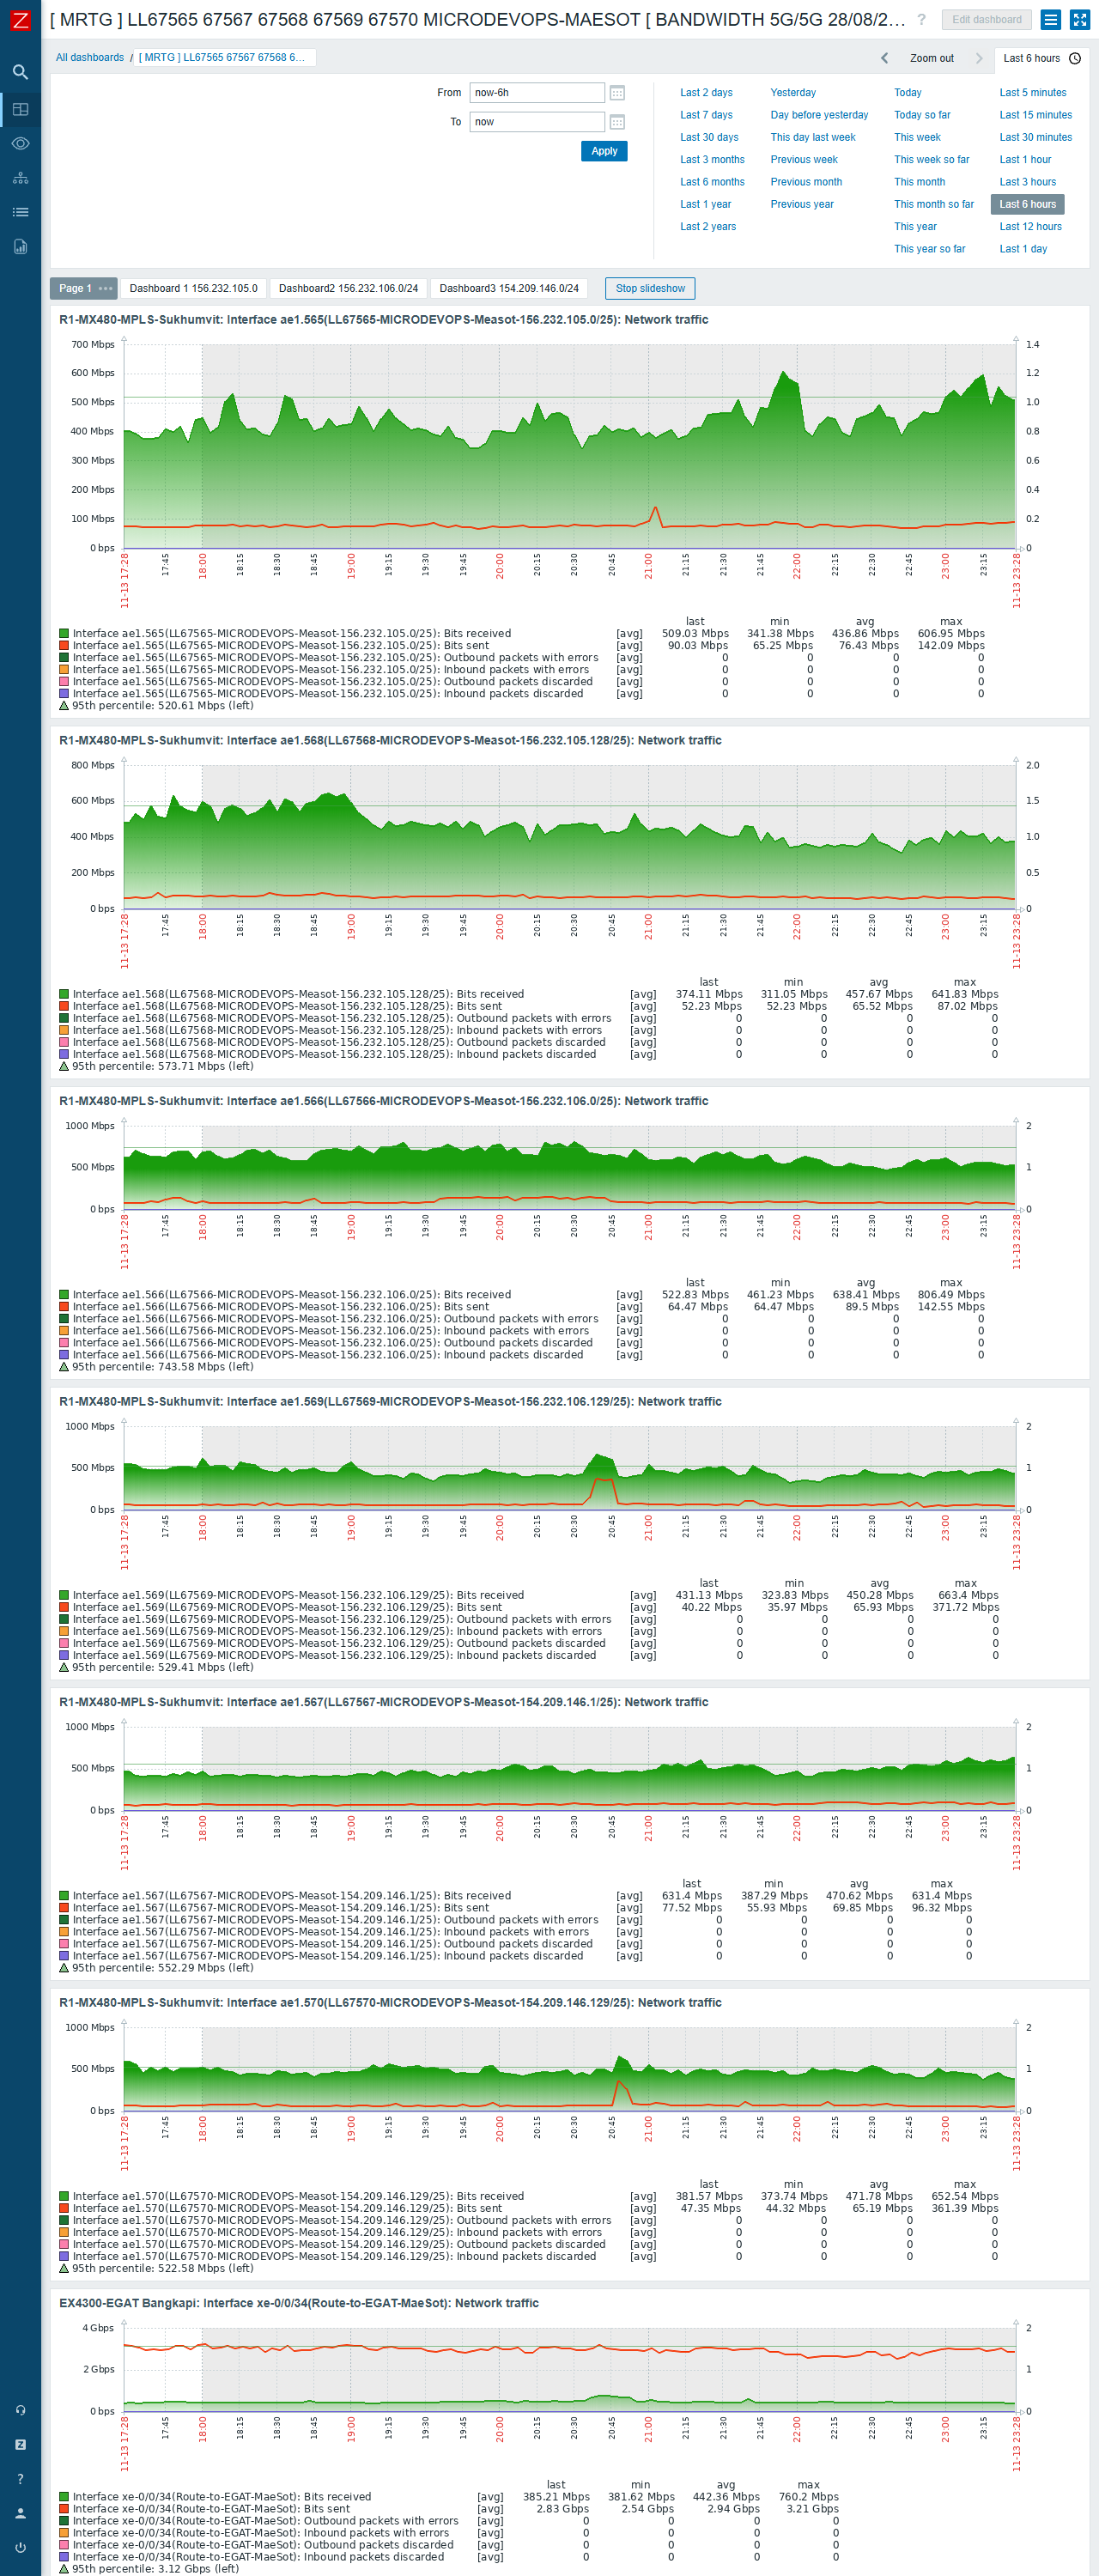 [ MRTG ] LL67565 67567 67568 67569 67570 MICRODEVOPS-MAESOT [ BANDWIDTH 5G/5G 28/08/2...
?
Edit dashboard
All dashboards / [ MRTG ] LL67565 67567 67568 6...
Zoom out
Last 6 hours
From now-6h
To now
Apply
Last 2 days Yesterday Today Last 5 minutes
Last 7 days Day before yesterday Today so far Last 15 minutes
Last 30 days This day last week This week Last 30 minutes
Last 3 months Previous week This week so far Last 1 hour
Last 6 months Previous month This month Last 3 hours
Last 1 year Previous year This month so far Last 6 hours
Last 2 years This year Last 12 hours
This year so far Last 1 day
Page 1 Dashboard 1 156.232.105.0 Dashboard2 156.232.106.0/24 Dashboard3 154.209.146.0/24 Stop slideshow
R1-MX480-MPLS-Sukhumvit: Interface ae1.565(LL67565-MICRODEVOPS-Measot-156.232.105.0/25): Network traffic
700 Mbps 1.4
600 Mbps 1.2
500 Mbps 1.0
400 Mbps 0.8
300 Mbps 0.6
200 Mbps 0.4
100 Mbps 0.2
0 bps 0
11-13 17:28 17:45 18:00 18:15 18:30 18:45 19:00 19:15 19:30 19:45 20:00 20:15 20:30 20:45 21:00 21:15 21:30 21:45 22:00 22:15 22:30 22:45 23:00 23:15 11-13 23:28
last min avg max
Interface ae1.565(LL67565-MICRODEVOPS-Measot-156.232.105.0/25): Bits received [avg] 509.03 Mbps 341.38 Mbps 436.86 Mbps 606.95 Mbps
Interface ae1.565(LL67565-MICRODEVOPS-Measot-156.232.105.0/25): Bits sent [avg] 90.03 Mbps 65.25 Mbps 76.43 Mbps 142.09 Mbps
Interface ae1.565(LL67565-MICRODEVOPS-Measot-156.232.105.0/25): Outbound packets with errors [avg] 0 0 0 0
Interface ae1.565(LL67565-MICRODEVOPS-Measot-156.232.105.0/25): Inbound packets with errors [avg] 0 0 0 0
Interface ae1.565(LL67565-MICRODEVOPS-Measot-156.232.105.0/25): Outbound packets discarded [avg] 0 0 0 0
Interface ae1.565(LL67565-MICRODEVOPS-Measot-156.232.105.0/25): Inbound packets discarded [avg] 0 0 0 0
95th percentile: 520.61 Mbps (left)
R1-MX480-MPLS-Sukhumvit: Interface ae1.568(LL67568-MICRODEVOPS-Measot-156.232.105.128/25): Network traffic
800 Mbps 2.0
600 Mbps 1.5
400 Mbps 1.0
200 Mbps 0.5
0 bps 0
11-13 17:28 17:45 18:00 18:15 18:30 18:45 19:00 19:15 19:30 19:45 20:00 20:15 20:30 20:45 21:00 21:15 21:30 21:45 22:00 22:15 22:30 22:45 23:00 23:15 11-13 23:28
last min avg max
Interface ae1.568(LL67568-MICRODEVOPS-Measot-156.232.105.128/25): Bits received [avg] 374.11 Mbps 311.05 Mbps 457.67 Mbps 641.83 Mbps
Interface ae1.568(LL67568-MICRODEVOPS-Measot-156.232.105.128/25): Bits sent [avg] 52.23 Mbps 52.23 Mbps 65.52 Mbps 87.02 Mbps
Interface ae1.568(LL67568-MICRODEVOPS-Measot-156.232.105.128/25): Outbound packets with errors [avg] 0 0 0 0
Interface ae1.568(LL67568-MICRODEVOPS-Measot-156.232.105.128/25): Inbound packets with errors [avg] 0 0 0 0
Interface ae1.568(LL67568-MICRODEVOPS-Measot-156.232.105.128/25): Outbound packets discarded [avg] 0 0 0 0
Interface ae1.568(LL67568-MICRODEVOPS-Measot-156.232.105.128/25): Inbound packets discarded [avg] 0 0 0 0
95th percentile: 573.71 Mbps (left)
R1-MX480-MPLS-Sukhumvit: Interface ae1.566(LL67566-MICRODEVOPS-Measot-156.232.106.0/25): Network traffic
1000 Mbps 2
500 Mbps 1
0 bps 0
11-13 17:28 17:45 18:00 18:15 18:30 18:45 19:00 19:15 19:30 19:45 20:00 20:15 20:30 20:45 21:00 21:15 21:30 21:45 22:00 22:15 22:30 22:45 23:00 23:15 11-13 23:28
last min avg max
Interface ae1.566(LL67566-MICRODEVOPS-Measot-156.232.106.0/25): Bits received [avg] 522.83 Mbps 461.23 Mbps 638.41 Mbps 806.49 Mbps
Interface ae1.566(LL67566-MICRODEVOPS-Measot-156.232.106.0/25): Bits sent [avg] 64.47 Mbps 64.47 Mbps 89.5 Mbps 142.55 Mbps
Interface ae1.566(LL67566-MICRODEVOPS-Measot-156.232.106.0/25): Outbound packets with errors [avg] 0 0 0 0
Interface ae1.566(LL67566-MICRODEVOPS-Measot-156.232.106.0/25): Inbound packets with errors [avg] 0 0 0 0
Interface ae1.566(LL67566-MICRODEVOPS-Measot-156.232.106.0/25): Outbound packets discarded [avg] 0 0 0 0
Interface ae1.566(LL67566-MICRODEVOPS-Measot-156.232.106.0/25): Inbound packets discarded [avg] 0 0 0 0
95th percentile: 743.58 Mbps (left)
R1-MX480-MPLS-Sukhumvit: Interface ae1.569(LL67569-MICRODEVOPS-Measot-156.232.106.129/25): Network traffic
1000 Mbps 2
500 Mbps 1
0 bps 0
11-13 17:28 17:45 18:00 18:15 18:30 18:45 19:00 19:15 19:30 19:45 20:00 20:15 20:30 20:45 21:00 21:15 21:30 21:45 22:00 22:15 22:30 22:45 23:00 23:15 11-13 23:28
last min avg max
Interface ae1.569(LL67569-MICRODEVOPS-Measot-156.232.106.129/25): Bits received [avg] 431.13 Mbps 323.83 Mbps 450.28 Mbps 663.4 Mbps
Interface ae1.569(LL67569-MICRODEVOPS-Measot-156.232.106.129/25): Bits sent [avg] 40.22 Mbps 35.97 Mbps 65.93 Mbps 371.72 Mbps
Interface ae1.569(LL67569-MICRODEVOPS-Measot-156.232.106.129/25): Outbound packets with errors [avg] 0 0 0 0
Interface ae1.569(LL67569-MICRODEVOPS-Measot-156.232.106.129/25): Inbound packets with errors [avg] 0 0 0 0
Interface ae1.569(LL67569-MICRODEVOPS-Measot-156.232.106.129/25): Outbound packets discarded [avg] 0 0 0 0
Interface ae1.569(LL67569-MICRODEVOPS-Measot-156.232.106.129/25): Inbound packets discarded [avg] 0 0 0 0
95th percentile: 529.41 Mbps (left)
R1-MX480-MPLS-Sukhumvit: Interface ae1.567(LL67567-MICRODEVOPS-Measot-154.209.146.1/25): Network traffic
1000 Mbps 2
500 Mbps 1
0 bps 0
11-13 17:28 17:45 18:00 18:15 18:30 18:45 19:00 19:15 19:30 19:45 20:00 20:15 20:30 20:45 21:00 21:15 21:30 21:45 22:00 22:15 22:30 22:45 23:00 23:15 11-13 23:28
last min avg max
Interface ae1.567(LL67567-MICRODEVOPS-Measot-154.209.146.1/25): Bits received [avg] 631.4 Mbps 387.29 Mbps 470.62 Mbps 631.4 Mbps
Interface ae1.567(LL67567-MICRODEVOPS-Measot-154.209.146.1/25): Bits sent [avg] 77.52 Mbps 55.93 Mbps 69.85 Mbps 96.32 Mbps
Interface ae1.567(LL67567-MICRODEVOPS-Measot-154.209.146.1/25): Outbound packets with errors [avg] 0 0 0 0
Interface ae1.567(LL67567-MICRODEVOPS-Measot-154.209.146.1/25): Inbound packets with errors [avg] 0 0 0 0
Interface ae1.567(LL67567-MICRODEVOPS-Measot-154.209.146.1/25): Outbound packets discarded [avg] 0 0 0 0
Interface ae1.567(LL67567-MICRODEVOPS-Measot-154.209.146.1/25): Inbound packets discarded [avg] 0 0 0 0
95th percentile: 552.29 Mbps (left)
R1-MX480-MPLS-Sukhumvit: Interface ae1.570(LL67570-MICRODEVOPS-Measot-154.209.146.129/25): Network traffic
1000 Mbps 2
500 Mbps 1
0 bps 0
11-13 17:28 17:45 18:00 18:15 18:30 18:45 19:00 19:15 19:30 19:45 20:00 20:15 20:30 20:45 21:00 21:15 21:30 21:45 22:00 22:15 22:30 22:45 23:00 23:15 11-13 23:28
last min avg max
Interface ae1.570(LL67570-MICRODEVOPS-Measot-154.209.146.129/25): Bits received [avg] 381.57 Mbps 373.74 Mbps 471.78 Mbps 652.54 Mbps
Interface ae1.570(LL67570-MICRODEVOPS-Measot-154.209.146.129/25): Bits sent [avg] 47.35 Mbps 44.32 Mbps 65.19 Mbps 361.39 Mbps
Interface ae1.570(LL67570-MICRODEVOPS-Measot-154.209.146.129/25): Outbound packets with errors [avg] 0 0 0 0
Interface ae1.570(LL67570-MICRODEVOPS-Measot-154.209.146.129/25): Inbound packets with errors [avg] 0 0 0 0
Interface ae1.570(LL67570-MICRODEVOPS-Measot-154.209.146.129/25): Outbound packets discarded [avg] 0 0 0 0
Interface ae1.570(LL67570-MICRODEVOPS-Measot-154.209.146.129/25): Inbound packets discarded [avg] 0 0 0 0
95th percentile: 522.58 Mbps (left)
EX4300-EGAT Bangkapi: Interface xe-0/0/34(Route-to-EGAT-MaeSot): Network traffic
4 Gbps 2
2 Gbps 1
0 bps 0
11-13 17:28 17:45 18:00 18:15 18:30 18:45 19:00 19:15 19:30 19:45 20:00 20:15 20:30 20:45 21:00 21:15 21:30 21:45 22:00 22:15 22:30 22:45 23:00 23:15 11-13 23:28
last min avg max
Interface xe-0/0/34(Route-to-EGAT-MaeSot): Bits received [avg] 385.21 Mbps 381.62 Mbps 442.36 Mbps 760.2 Mbps
Interface xe-0/0/34(Route-to-EGAT-MaeSot): Bits sent [avg] 2.83 Gbps 2.54 Gbps 2.94 Gbps 3.21 Gbps
Interface xe-0/0/34(Route-to-EGAT-MaeSot): Outbound packets with errors [avg] 0 0 0 0
Interface xe-0/0/34(Route-to-EGAT-MaeSot): Inbound packets with errors [avg] 0 0 0 0
Interface xe-0/0/34(Route-to-EGAT-MaeSot): Outbound packets discarded [avg] 0 0 0 0
Interface xe-0/0/34(Route-to-EGAT-MaeSot): Inbound packets discarded [avg] 0 0 0 0
95th percentile: 3.12 Gbps (left)